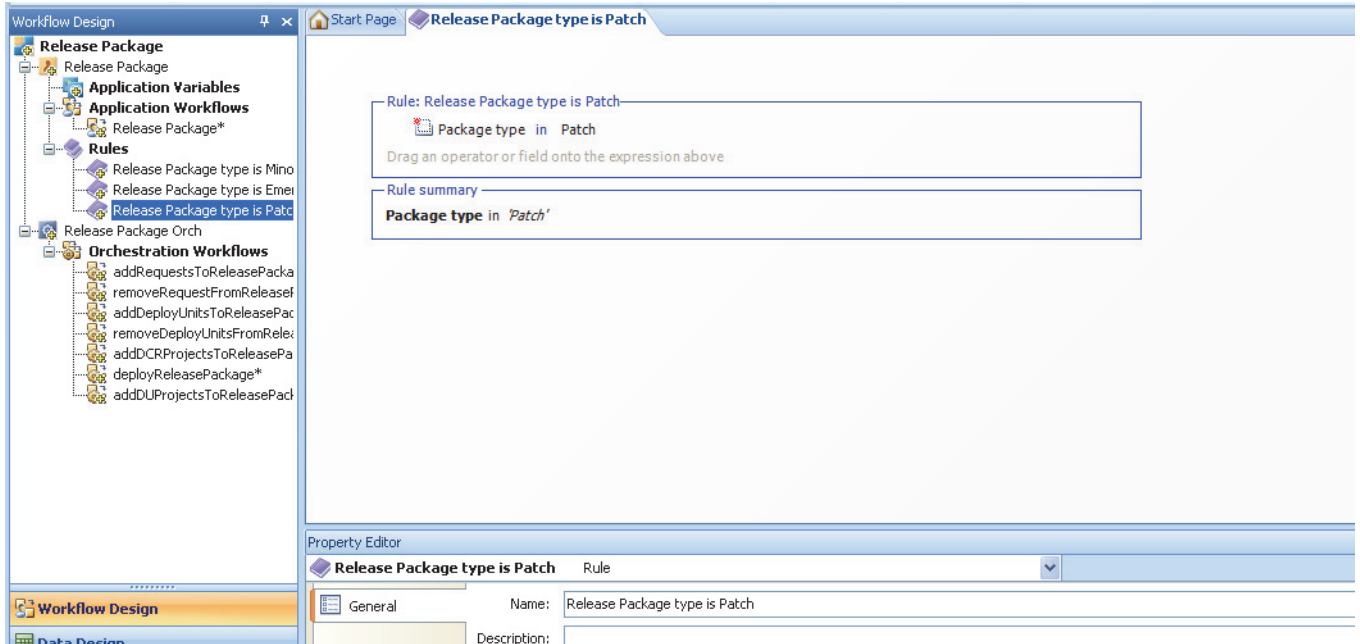 Workflow Design
Release Package
Release Package
Application Variables
Application Workflows
Release Package*
Rules
Release Package type is Mino
Release Package type is Emer
Release Package type is Patc
Release Package Orch
Orchestration Workflows
addRequestsToReleasePacka
removeRequestFromReleaseP
addDeployUnitsToReleasePac
removeDeployUnitsFromRelea
addDCRProjectsToReleasePa
deployReleasePackage*
addDUProjectsToReleasePack
Workflow Design
Data Design
Start Page
Release Package type is Patch
Rule: Release Package type is Patch
Package type in Patch
Drag an operator or field onto the expression above
Rule summary
Package type in 'Patch'
Property Editor
Release Package type is Patch Rule
General
Name: Release Package type is Patch
Description: